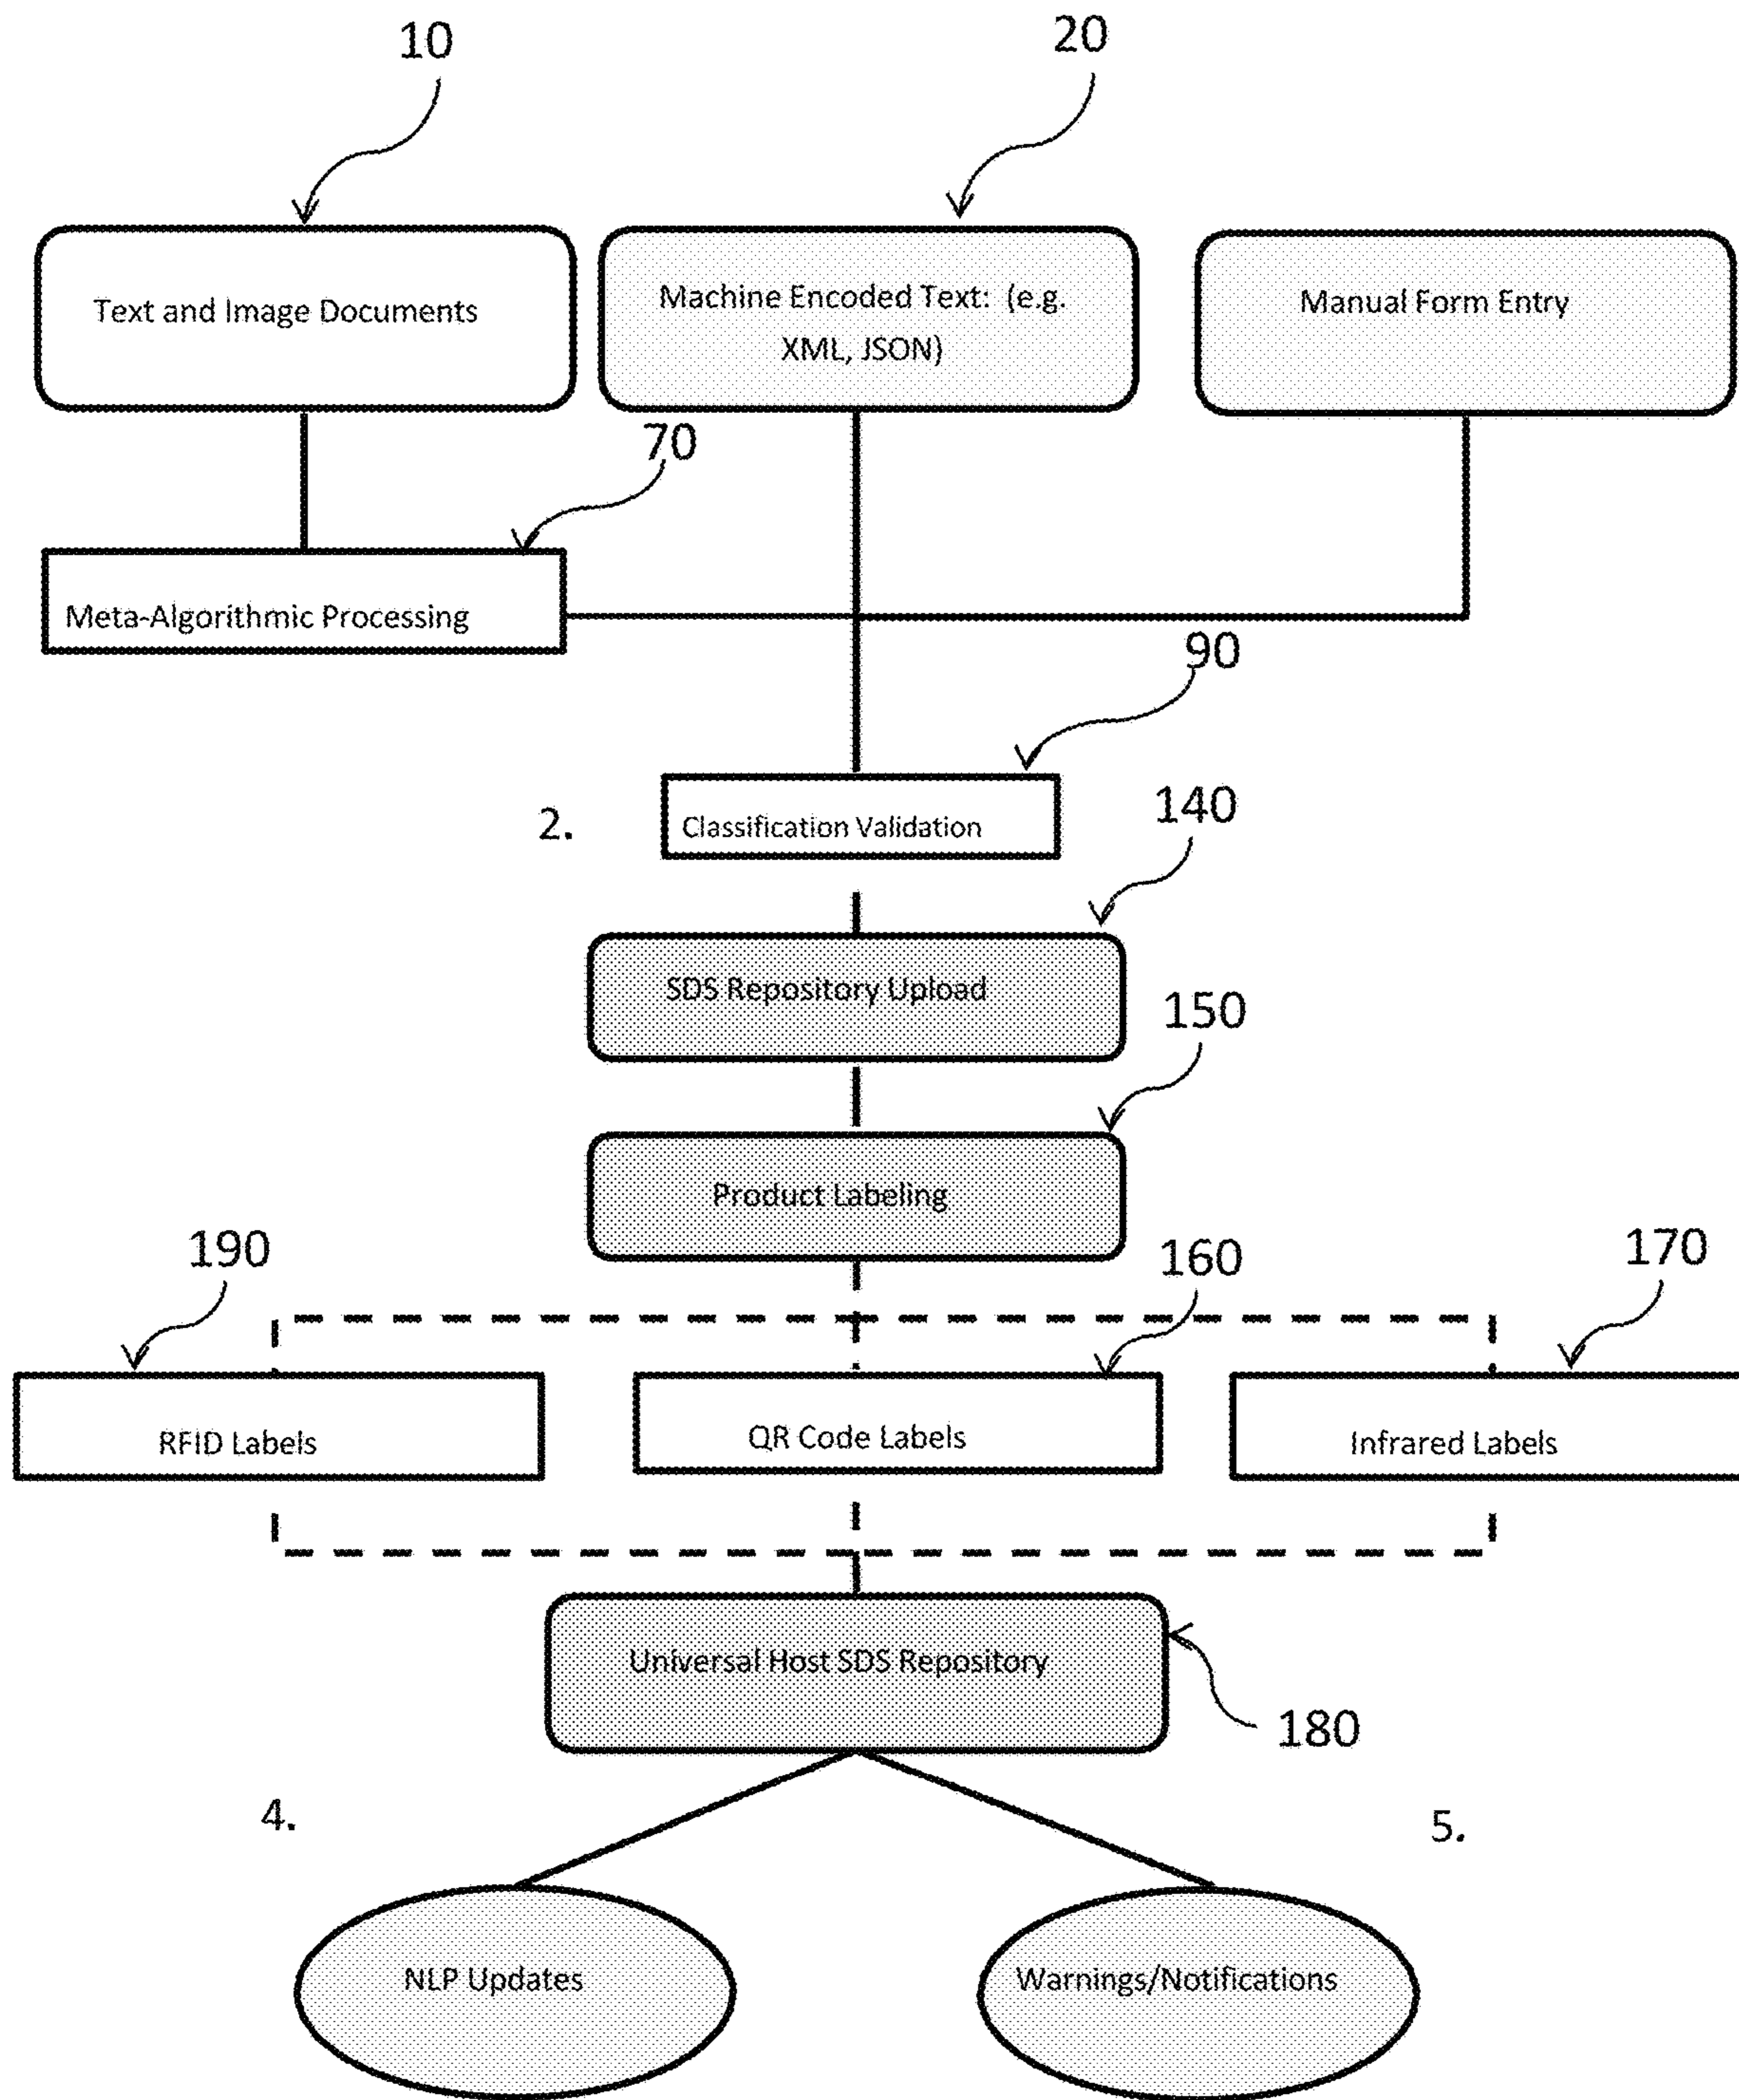 10
20
Text and Image Documents
Machine Encoded Text:  (e.g.
XML, JSON)
Manual Form Entry
70
Meta-Algorithmic Processing
90
2.
Classification Validation
140
SDS Repository Upload
150
Product Labeling
190
160
170
RFID Labels
QR Code Labels
Infrared Labels
Universal Host SDS Repository
180
4.
5.
NLP Updates
Warnings/Notifications